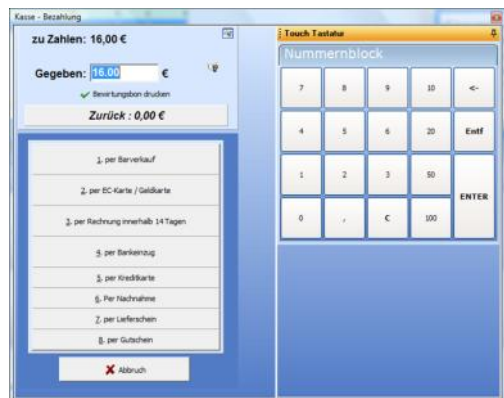 Kasse - Bezahlung
zu Zahlen: 16,00 €
Gegeben: 16.00 €
Bewirtungsbon drucken
Zurück : 0,00 €
1. per Barverkauf
2. per EC-Karte / Geldkarte
3. per Rechnung innerhalb 14 Tagen
4. per Bankeinzug
5. per Kreditkarte
6. Per Nachnahme
7. per Lieferschein
8. per Gutschein
Abbruch
Touch Tastatur
Nummernblock
7 8 9 10 <-
4 5 6 20 Entf
1 2 3 50
ENTER
0 , € 100